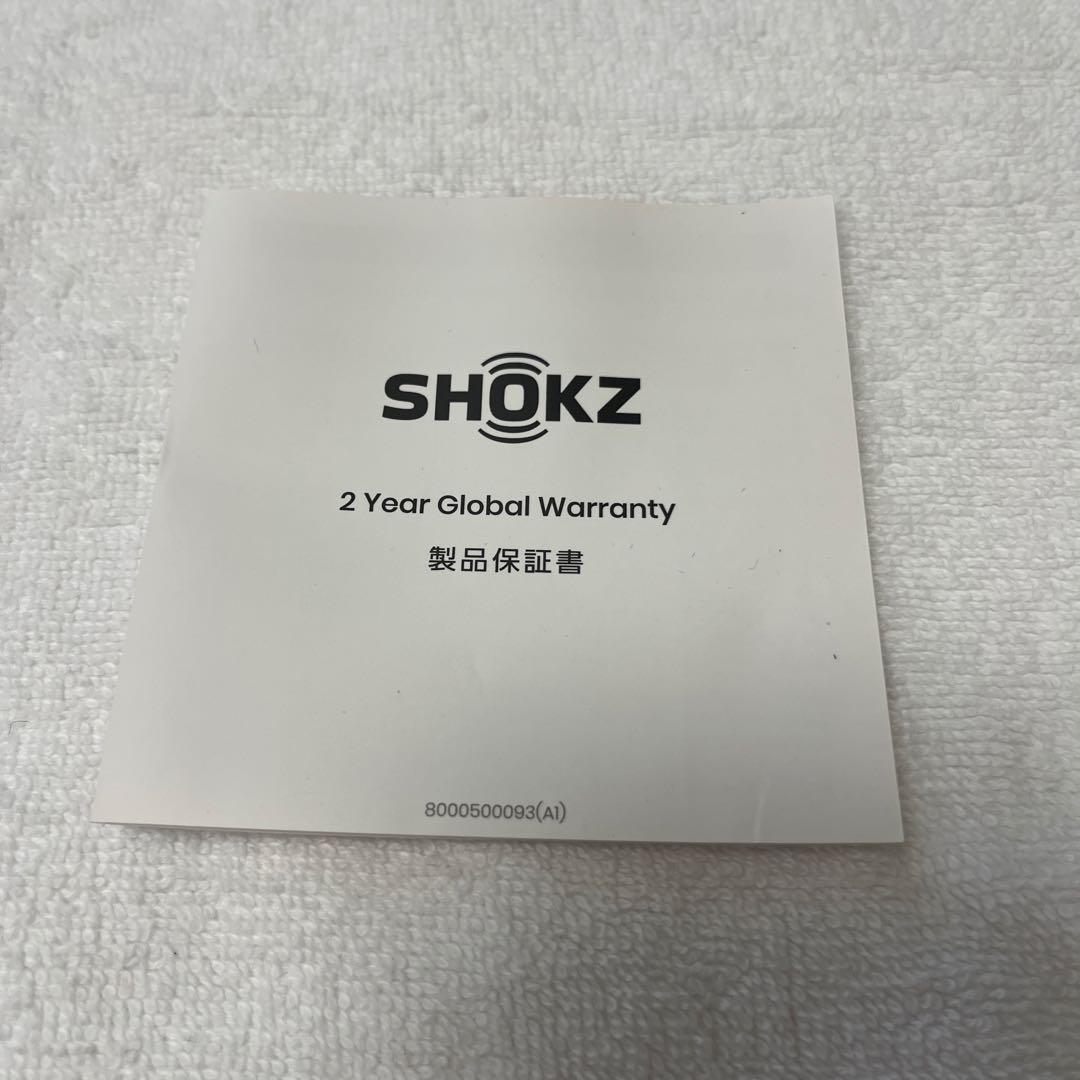 SHOKZ
2 Year Global Warranty
製品保証書
8000500093(A1)